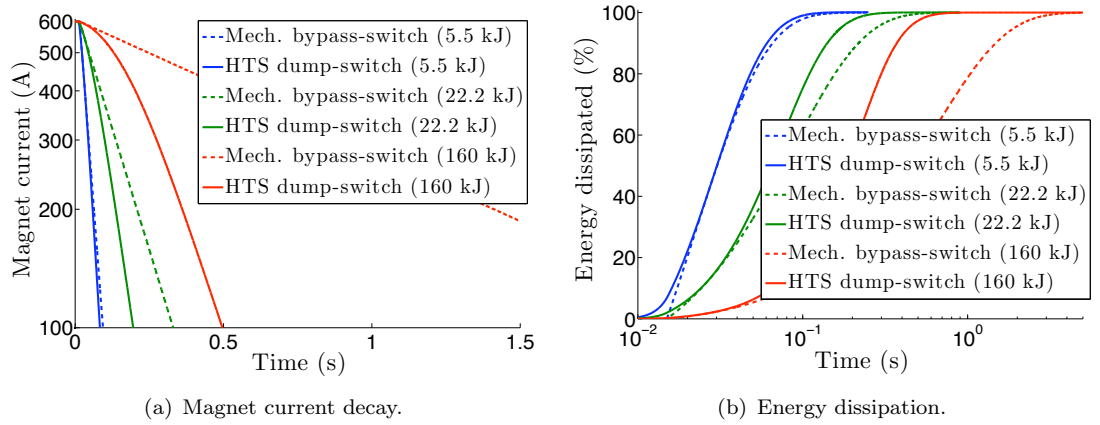 600
500
400
300
200
100
0
0.5
1
1.5
Magnet current (A)
Time (s)
Mech. bypass-switch (5.5 kJ)
HTS dump-switch (5.5 kJ)
Mech. bypass-switch (22.2 kJ)
HTS dump-switch (22.2 kJ)
Mech. bypass-switch (160 kJ)
HTS dump-switch (160 kJ)
(a) Magnet current decay.
100
80
60
40
20
0
10⁻²
10⁻¹
10⁰
Energy dissipated (%)
Time (s)
Mech. bypass-switch (5.5 kJ)
HTS dump-switch (5.5 kJ)
Mech. bypass-switch (22.2 kJ)
HTS dump-switch (22.2 kJ)
Mech. bypass-switch (160 kJ)
HTS dump-switch (160 kJ)
(b) Energy dissipation.